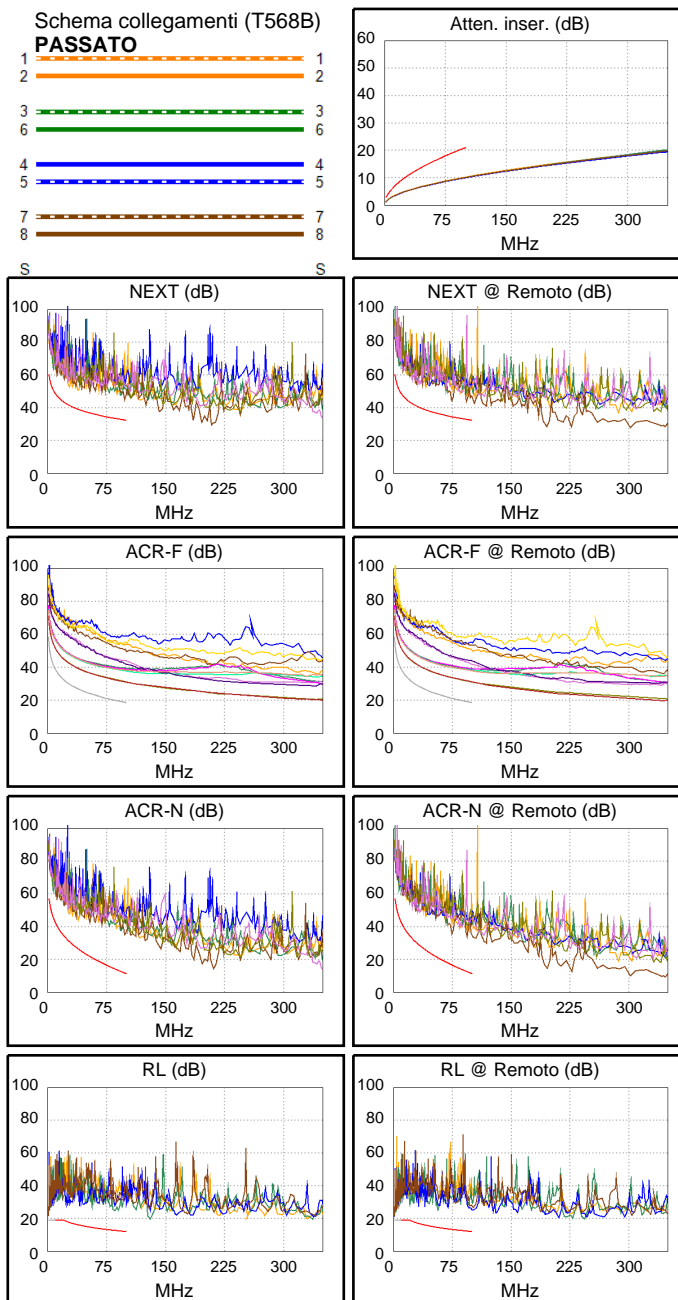 Schema collegamenti (T568B)
PASSATO
1 1
2 2
3 3
6 6
4 4
5 5
7 7
8 8
S S
Atten. inser. (dB)
60
50
40
30
20
10
0
0 75 150 225 300
MHz
NEXT (dB)
100
80
60
40
20
0
0 75 150 225 300
MHz
NEXT @ Remoto (dB)
100
80
60
40
20
0
0 75 150 225 300
MHz
ACR-F (dB)
100
80
60
40
20
0
0 75 150 225 300
MHz
ACR-F @ Remoto (dB)
100
80
60
40
20
0
0 75 150 225 300
MHz
ACR-N (dB)
100
80
60
40
20
0
0 75 150 225 300
MHz
ACR-N @ Remoto (dB)
100
80
60
40
20
0
0 75 150 225 300
MHz
RL (dB)
100
80
60
40
20
0
0 75 150 225 300
MHz
RL @ Remoto (dB)
100
80
60
40
20
0
0 75 150 225 300
MHz